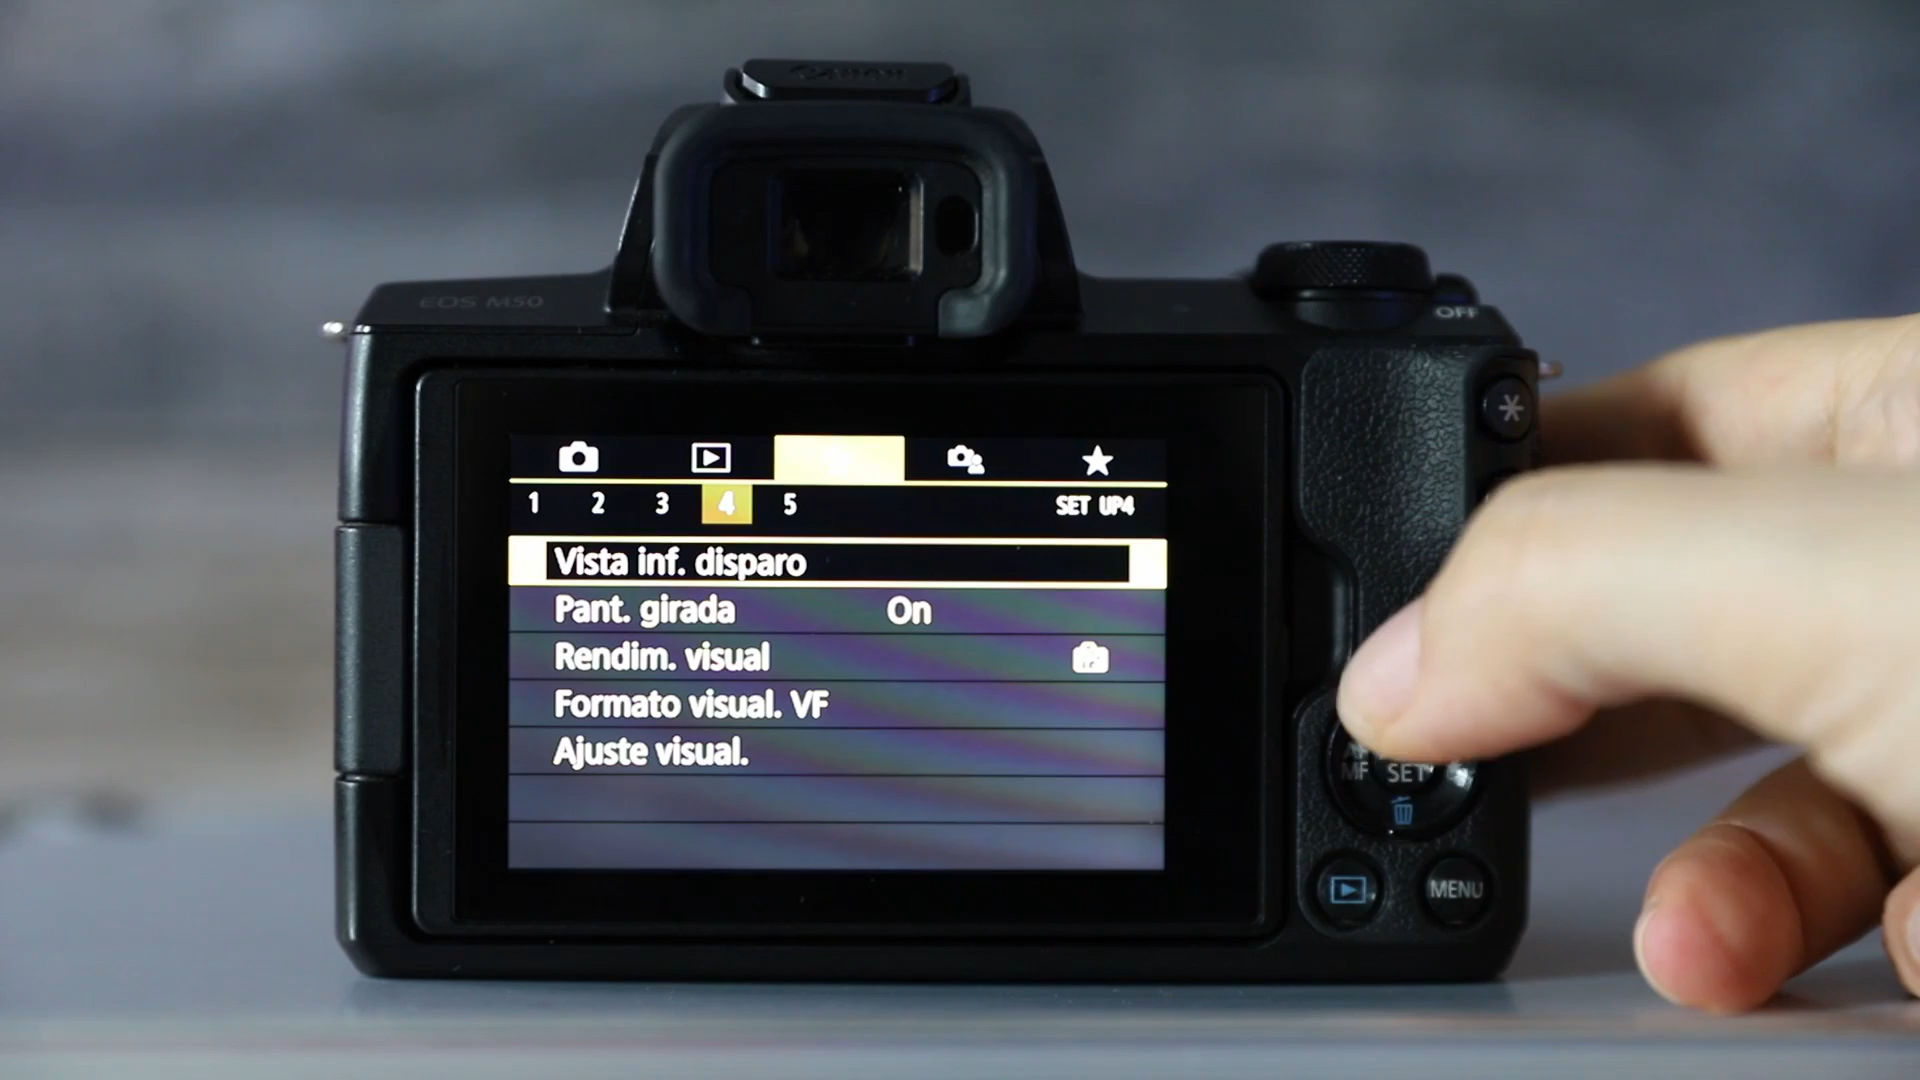 Canon
EOS M50
OFF
1 2 3 4 5 SET UP4
Vista inf. disparo
Pant. girada On
Rendim. visual
Formato visual. VF
Ajuste visual.
MF SET
MENU